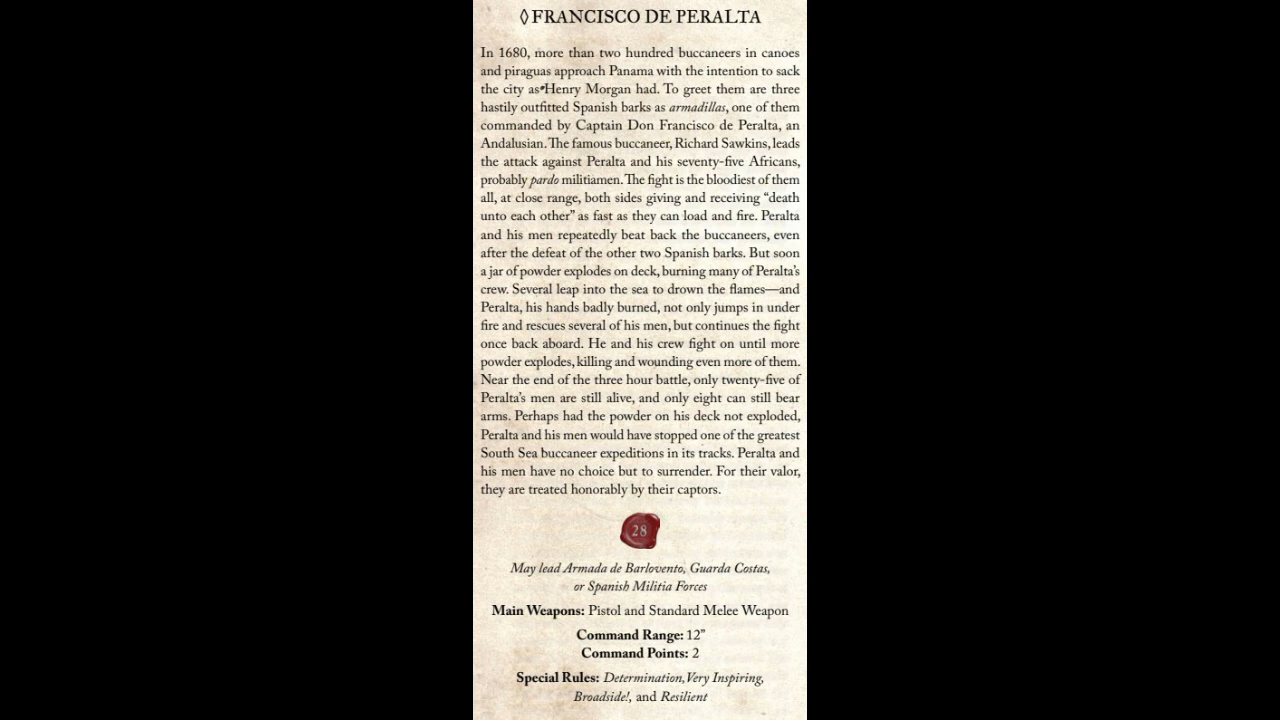 ◊FRANCISCO DE PERALTA
In 1680, more than two hundred buccaneers in canoes
and piraguas approach Panama with the intention to sack
the city as Henry Morgan had. To greet them are three
hastily outfitted Spanish barks as armadillas, one of them
commanded by Captain Don Francisco de Peralta, an
Andalusian. The famous buccaneer, Richard Sawkins, leads
the attack against Peralta and his seventy-five Africans,
probably pardo militiamen. The fight is the bloodiest of them
all, at close range, both sides giving and receiving “death
unto each other” as fast as they can load and fire. Peralta
and his men repeatedly beat back the buccaneers, even
after the defeat of the other two Spanish barks. But soon
a jar of powder explodes on deck, burning many of Peralta’s
crew. Several leap into the sea to drown the flames—and
Peralta, his hands badly burned, not only jumps in under
fire and rescues several of his men, but continues the fight
once back aboard. He and his crew fight on until more
powder explodes, killing and wounding even more of them.
Near the end of the three hour battle, only twenty-five of
Peralta’s men are still alive, and only eight can still bear
arms. Perhaps had the powder on his deck not exploded,
Peralta and his men would have stopped one of the greatest
South Sea buccaneer expeditions in its tracks. Peralta and
his men have no choice but to surrender. For their valor,
they are treated honorably by their captors.
28
May lead Armada de Barlovento, Guarda Costas,
or Spanish Militia Forces
Main Weapons: Pistol and Standard Melee Weapon
Command Range: 12”
Command Points: 2
Special Rules: Determination, Very Inspiring,
Broadside!, and Resilient